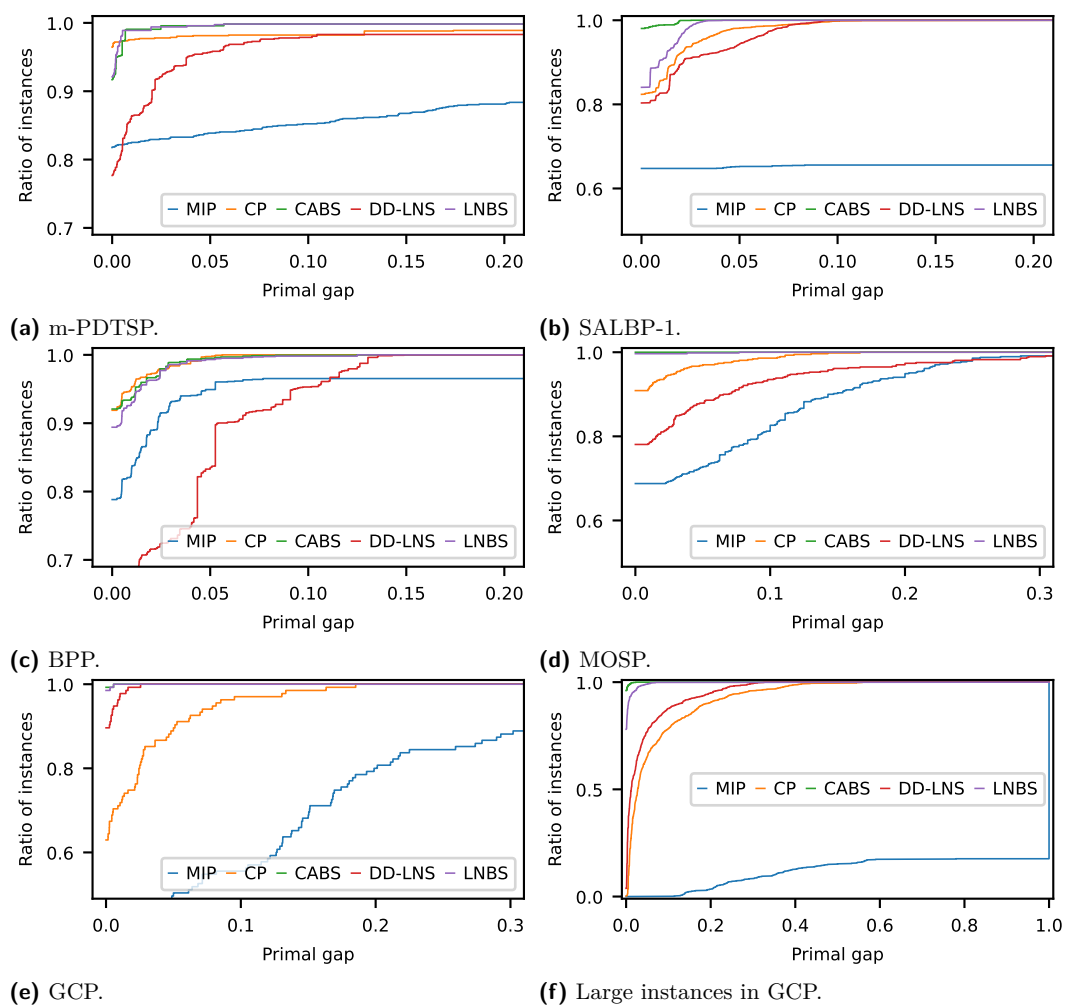 1.0
0.9
0.8
0.7
Ratio of instances
MIP CP CABS DD-LNS LNBS
0.00 0.05 0.10 0.15 0.20
Primal gap
(a) m-PDTSP.
1.0
0.8
0.6
Ratio of instances
MIP CP CABS DD-LNS LNBS
0.00 0.05 0.10 0.15 0.20
Primal gap
(b) SALBP-1.
1.0
0.9
0.8
0.7
Ratio of instances
MIP CP CABS DD-LNS LNBS
0.00 0.05 0.10 0.15 0.20
Primal gap
(c) BPP.
1.0
0.8
0.6
Ratio of instances
MIP CP CABS DD-LNS LNBS
0.0 0.1 0.2 0.3
Primal gap
(d) MOSP.
1.0
0.8
0.6
Ratio of instances
MIP CP CABS DD-LNS LNBS
0.0 0.1 0.2 0.3
Primal gap
(e) GCP.
1.0
0.5
0.0
Ratio of instances
MIP CP CABS DD-LNS LNBS
0.0 0.2 0.4 0.6 0.8 1.0
Primal gap
(f) Large instances in GCP.